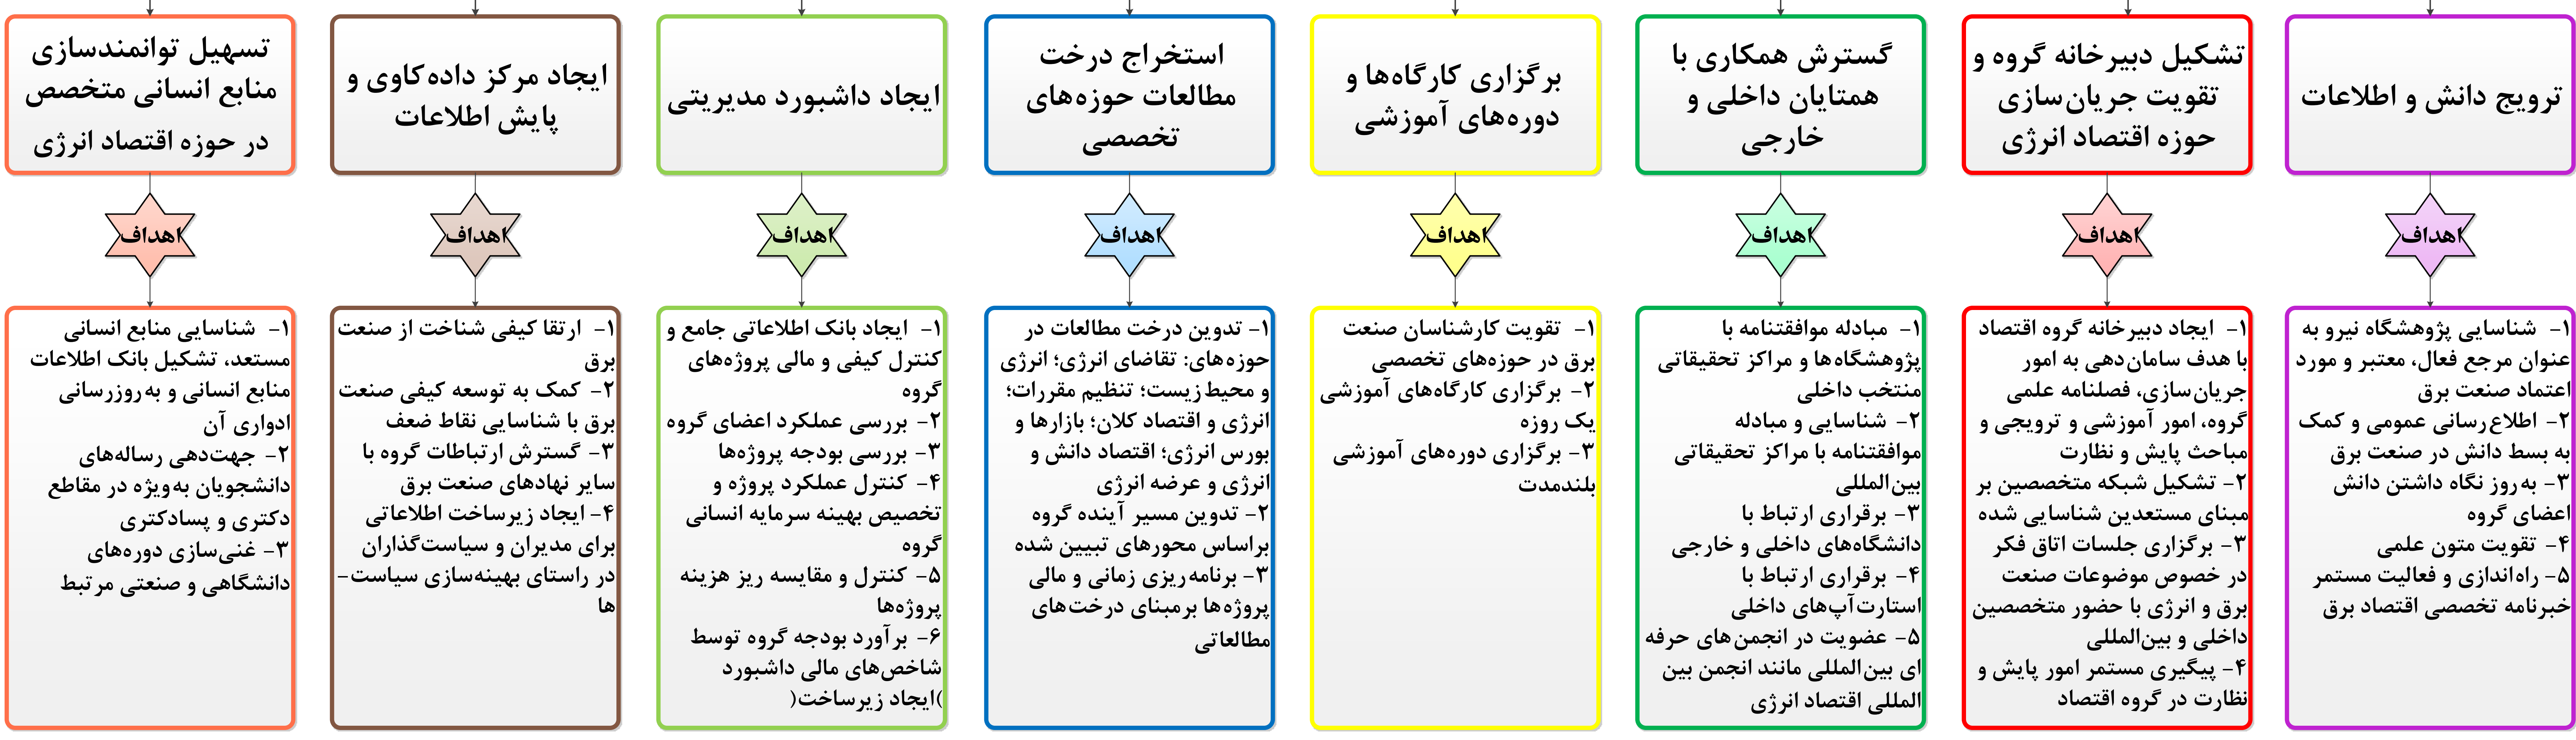 ترویج دانش و اطلاعات
اهداف
۱- شناسایی پژوهشگاه نیرو به
عنوان مرجع فعال، معتبر و مورد
اعتماد صنعت برق
۲- اطلاع‌رسانی عمومی و کمک
به بسط دانش در صنعت برق
۳- به‌روز نگاه داشتن دانش
اعضای گروه
۴- تقویت متون علمی
۵- راه‌اندازی و فعالیت مستمر
خبرنامه تخصصی اقتصاد برق
تشکیل دبیرخانه گروه و
تقویت جریان‌سازی
حوزه اقتصاد انرژی
اهداف
۱- ایجاد دبیرخانه گروه اقتصاد
با هدف سامان‌دهی به امور
جریان‌سازی، فصلنامه علمی
گروه، امور آموزشی و ترویجی و
مباحث پایش و نظارت
۲- تشکیل شبکه متخصصین بر
مبنای مستعدین شناسایی شده
۳- برگزاری جلسات اتاق فکر
در خصوص موضوعات صنعت
برق و انرژی با حضور متخصصین
داخلی و بین‌المللی
۴- پیگیری مستمر امور پایش و
نظارت در گروه اقتصاد
گسترش همکاری با
همتایان داخلی و
خارجی
اهداف
۱- مبادله موافقتنامه با
پژوهشگاه‌ها و مراکز تحقیقاتی
منتخب داخلی
۲- شناسایی و مبادله
موافقتنامه با مراکز تحقیقاتی
بین‌المللی
۳- برقراری ارتباط با
دانشگاه‌های داخلی و خارجی
۴- برقراری ارتباط با
استارت‌آپ‌های داخلی
۵- عضویت در انجمن‌های حرفه
ای بین‌المللی مانند انجمن بین
المللی اقتصاد انرژی
برگزاری کارگاه‌ها و
دوره‌های آموزشی
اهداف
۱- تقویت کارشناسان صنعت
برق در حوزه‌های تخصصی
۲- برگزاری کارگاه‌های آموزشی
یک روزه
۳- برگزاری دوره‌های آموزشی
بلندمدت
استخراج درخت
مطالعات حوزه‌های
تخصصی
اهداف
۱- تدوین درخت مطالعات در
حوزه‌های: تقاضای انرژی؛ انرژی
و محیط‌زیست؛ تنظیم مقررات؛
انرژی و اقتصاد کلان؛ بازارها و
بورس انرژی؛ اقتصاد دانش و
انرژی و عرضه انرژی
۲- تدوین مسیر آینده گروه
براساس محورهای تبیین شده
۳- برنامه‌ریزی زمانی و مالی
پروژه‌ها برمبنای درخت‌های
مطالعاتی
ایجاد داشبورد مدیریتی
اهداف
۱- ایجاد بانک اطلاعاتی جامع و
کنترل کیفی و مالی پروژه‌های
گروه
۲- بررسی عملکرد اعضای گروه
۳- بررسی بودجه پروژه‌ها
۴- کنترل عملکرد پروژه و
تخصیص بهینه سرمایه انسانی
گروه
۵- کنترل و مقایسه ریز هزینه
پروژه‌ها
۶- برآورد بودجه گروه توسط
شاخص‌های مالی داشبورد
)ایجاد زیرساخت(
ایجاد مرکز داده‌کاوی و
پایش اطلاعات
اهداف
۱- ارتقا کیفی شناخت از صنعت
برق
۲- کمک به توسعه کیفی صنعت
برق با شناسایی نقاط ضعف
۳- گسترش ارتباطات گروه با
سایر نهادهای صنعت برق
۴- ایجاد زیرساخت اطلاعاتی
برای مدیران و سیاست‌گذاران
در راستای بهینه‌سازی سیاست-
ها
تسهیل توانمندسازی
منابع انسانی متخصص
در حوزه اقتصاد انرژی
اهداف
۱- شناسایی منابع انسانی
مستعد، تشکیل بانک اطلاعات
منابع انسانی و به‌روزرسانی
ادواری آن
۲- جهت‌دهی رساله‌های
دانشجویان به‌ویژه در مقاطع
دکتری و پسادکتری
۳- غنی‌سازی دوره‌های
دانشگاهی و صنعتی مرتبط